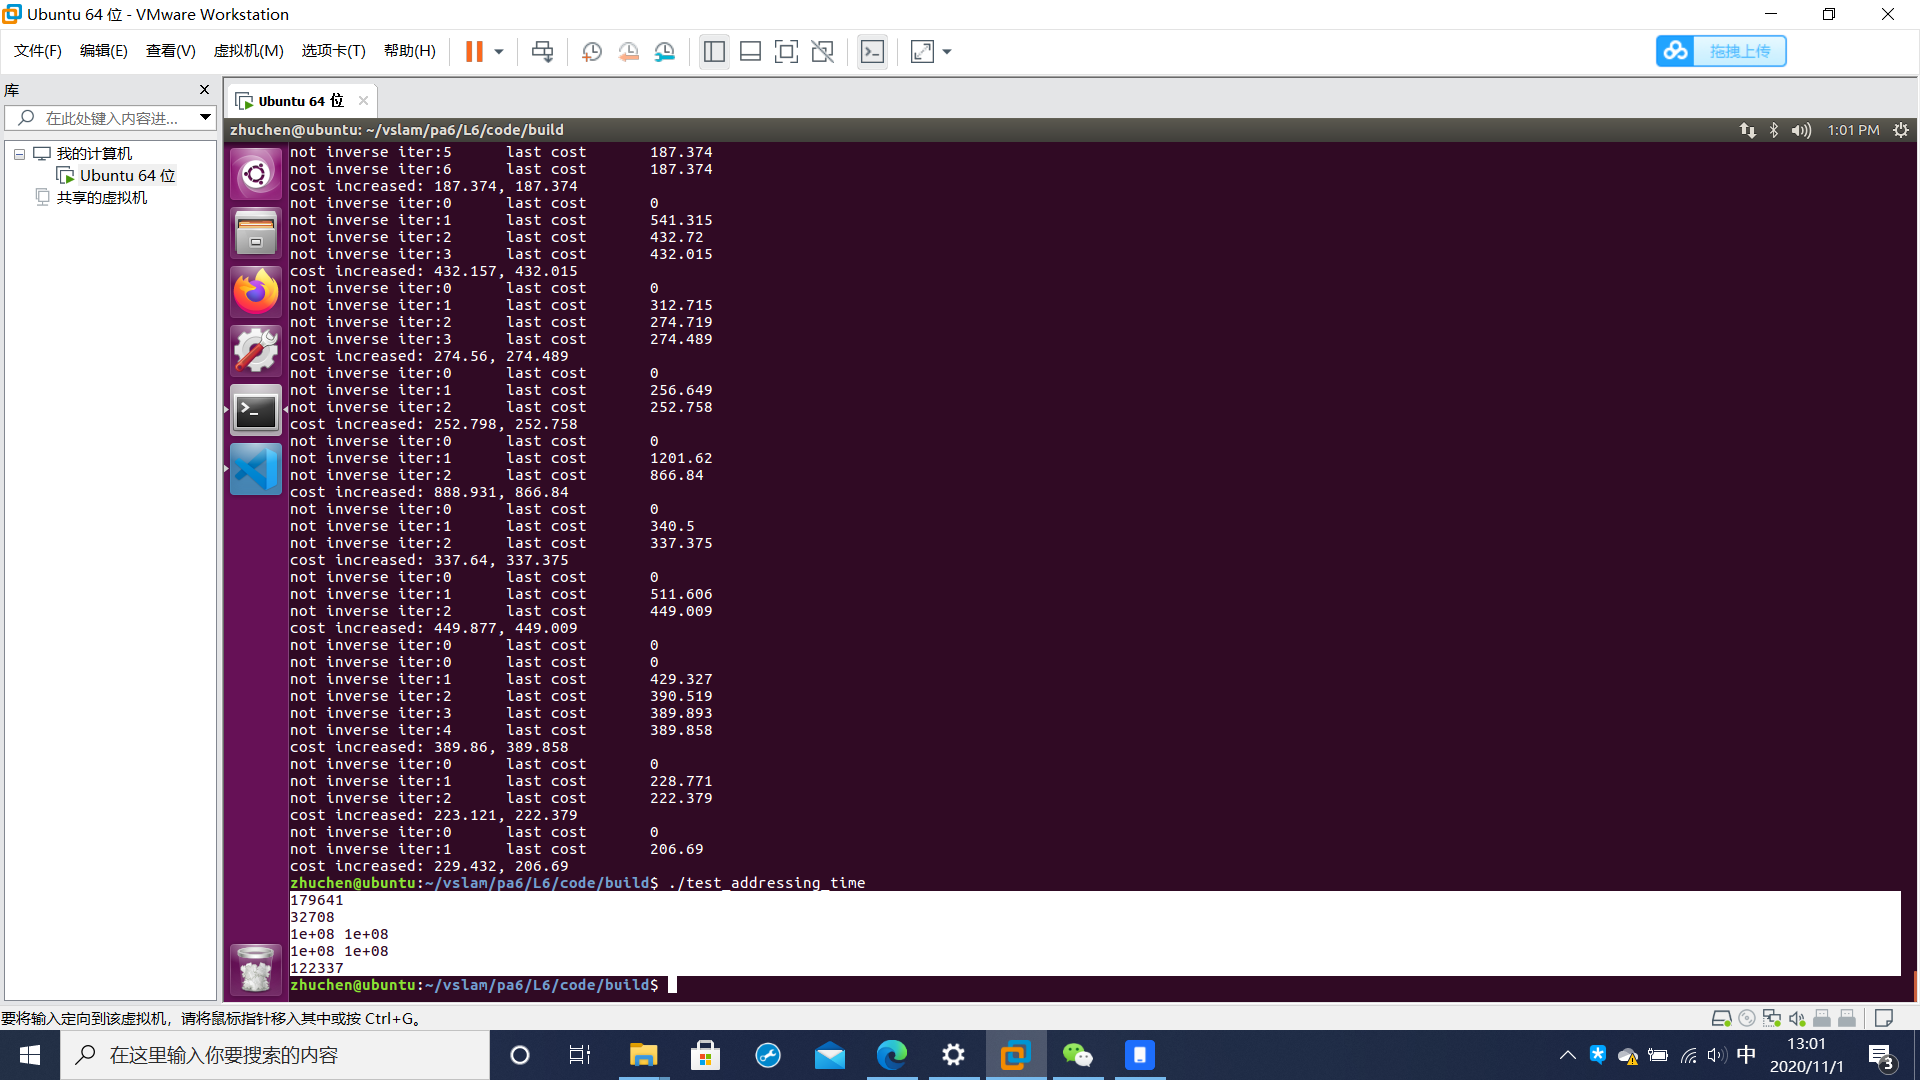 Ubuntu 64 位 - VMware Workstation
文件(F) 编辑(E) 查看(V) 虚拟机(M) 选项卡(T) 帮助(H)
拖拽上传
库
在此处键入内容进...
我的计算机
Ubuntu 64 位
共享的虚拟机
Ubuntu 64 位
zhuchen@ubuntu: ~/vslam/pa6/L6/code/build
1:01 PM
not inverse iter:5 last cost 187.374
not inverse iter:6 last cost 187.374
cost increased: 187.374, 187.374
not inverse iter:0 last cost 0
not inverse iter:1 last cost 541.315
not inverse iter:2 last cost 432.72
not inverse iter:3 last cost 432.015
cost increased: 432.157, 432.015
not inverse iter:0 last cost 0
not inverse iter:1 last cost 312.715
not inverse iter:2 last cost 274.719
not inverse iter:3 last cost 274.489
cost increased: 274.56, 274.489
not inverse iter:0 last cost 0
not inverse iter:1 last cost 256.649
not inverse iter:2 last cost 252.758
cost increased: 252.798, 252.758
not inverse iter:0 last cost 0
not inverse iter:1 last cost 1201.62
not inverse iter:2 last cost 866.84
cost increased: 888.931, 866.84
not inverse iter:0 last cost 0
not inverse iter:1 last cost 340.5
not inverse iter:2 last cost 337.375
cost increased: 337.64, 337.375
not inverse iter:0 last cost 0
not inverse iter:1 last cost 511.606
not inverse iter:2 last cost 449.009
cost increased: 449.877, 449.009
not inverse iter:0 last cost 0
not inverse iter:0 last cost 0
not inverse iter:1 last cost 429.327
not inverse iter:2 last cost 390.519
not inverse iter:3 last cost 389.893
not inverse iter:4 last cost 389.858
cost increased: 389.86, 389.858
not inverse iter:0 last cost 0
not inverse iter:1 last cost 228.771
not inverse iter:2 last cost 222.379
cost increased: 223.121, 222.379
not inverse iter:0 last cost 0
not inverse iter:1 last cost 206.69
cost increased: 229.432, 206.69
zhuchen@ubuntu:~/vslam/pa6/L6/code/build$ ./test_addressing_time
179641
32708
1e+08 1e+08
1e+08 1e+08
122337
zhuchen@ubuntu:~/vslam/pa6/L6/code/build$
要将输入定向到该虚拟机，请将鼠标指针移入其中或按 Ctrl+G。
在这里输入你要搜索的内容
中
13:01
2020/11/1
3